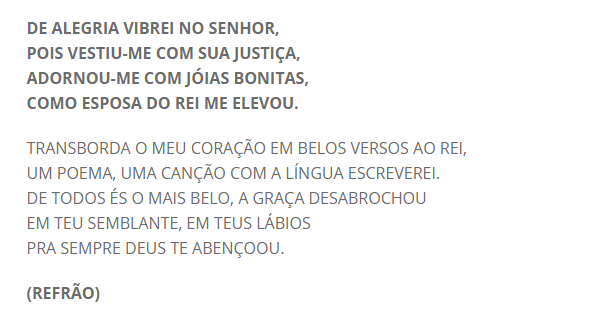 DE ALEGRIA VIBREI NO SENHOR,
POIS VESTIU-ME COM SUA JUSTIÇA,
ADORNOU-ME COM JÓIAS BONITAS,
COMO ESPOSA DO REI ME ELEVOU.
TRANSBORDA O MEU CORAÇÃO EM BELOS VERSOS AO REI,
UM POEMA, UMA CANÇÃO COM A LÍNGUA ESCREVEREI.
DE TODOS ÉS O MAIS BELO, A GRAÇA DESABROCHOU
EM TEU SEMBLANTE, EM TEUS LÁBIOS
PRA SEMPRE DEUS TE ABENÇOOU.
(REFRÃO)